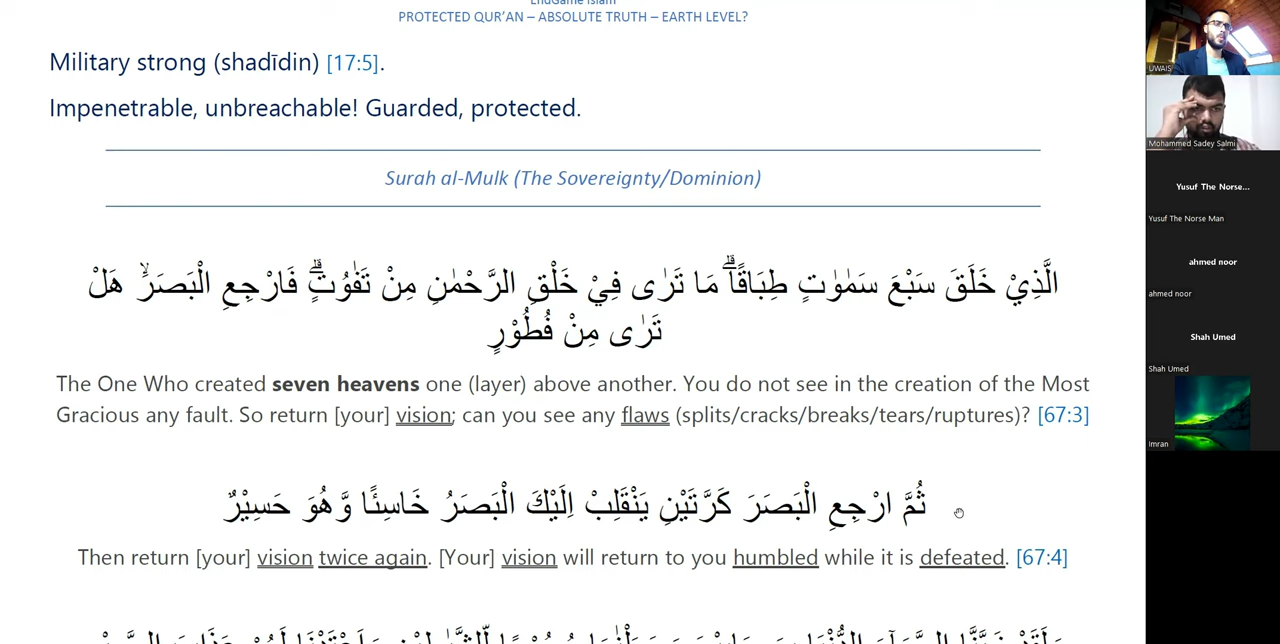 EndGame Islam
PROTECTED QUR’AN – ABSOLUTE TRUTH – EARTH LEVEL?
Military strong (shadīdin) [17:5].
Impenetrable, unbreachable! Guarded, protected.
Surah al-Mulk (The Sovereignty/Dominion)
الَّذِيْ خَلَقَ سَبْعَ سَمٰوٰتٍ طِبَاقًاۗ مَا تَرٰى فِيْ خَلْقِ الرَّحْمٰنِ مِنْ تَفٰوُتٍۗ فَارْجِعِ الْبَصَرَۙ هَلْ
تَرٰى مِنْ فُطُوْرٍ
The One Who created seven heavens one (layer) above another. You do not see in the creation of the Most
Gracious any fault. So return [your] vision; can you see any flaws (splits/cracks/breaks/tears/ruptures)? [67:3]
ثُمَّ ارْجِعِ الْبَصَرَ كَرَّتَيْنِ يَنْقَلِبْ اِلَيْكَ الْبَصَرُ خَاسِئًا وَّهُوَ حَسِيْرٌ
Then return [your] vision twice again. [Your] vision will return to you humbled while it is defeated. [67:4]
UWAIS
Mohammed Sadey Salmi
Yusuf The Norse...
Yusuf The Norse Man
ahmed noor
ahmed noor
Shah Umed
Shah Umed
Imran